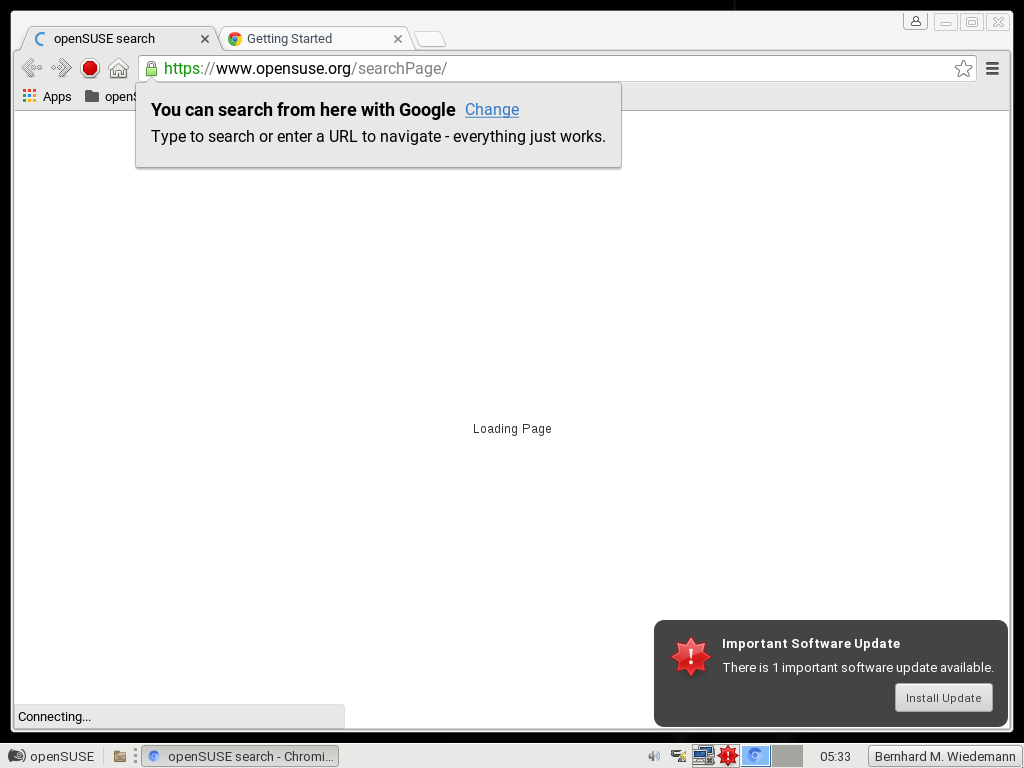 openSUSE search
Getting Started
https://www.opensuse.org/searchPage/
Apps
openS
You can search from here with Google Change
Type to search or enter a URL to navigate - everything just works.
Loading Page
Important Software Update
There is 1 important software update available.
Install Update
Connecting...
openSUSE
openSUSE search - Chromi...
05:33
Bernhard M. Wiedemann